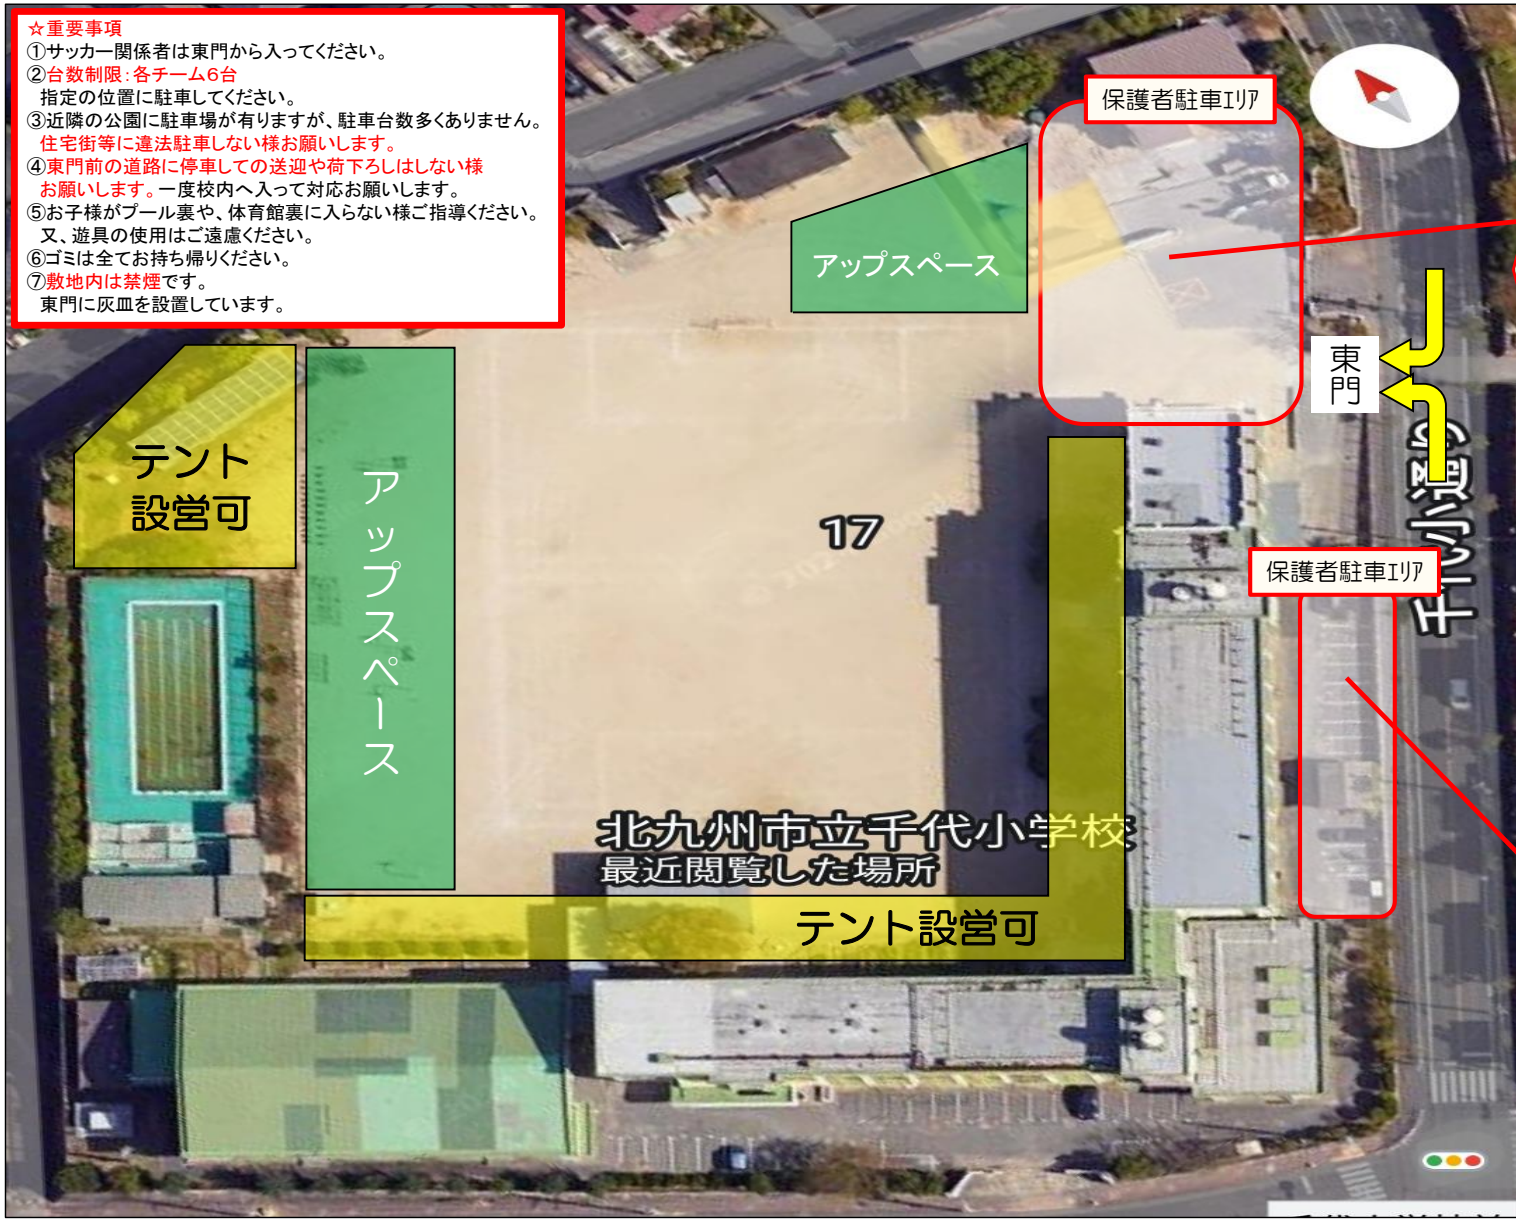 ☆重要事項
①サッカー関係者は東門から入ってください。
②台数制限：各チーム6台
指定の位置に駐車してください。
③近隣の公園に駐車場が有りますが、駐車台数多くありません。
住宅街等に違法駐車しない様お願いします。
④東門前の道路に停車しての送迎や荷下ろしはしない様
お願いします。一度校内へ入って対応お願いします。
⑤お子様がプール裏や、体育館裏に入らない様ご指導ください。
又、遊具の使用はご遠慮ください。
⑥ゴミは全てお持ち帰りください。
⑦敷地内は禁煙です。
東門に灰皿を設置しています。
保護者駐車エリア
アップスペース
東門
テント
設営可
アップスペース
17
千代小通り
保護者駐車エリア
北九州市立千代小学校
最近閲覧した場所
テント設営可